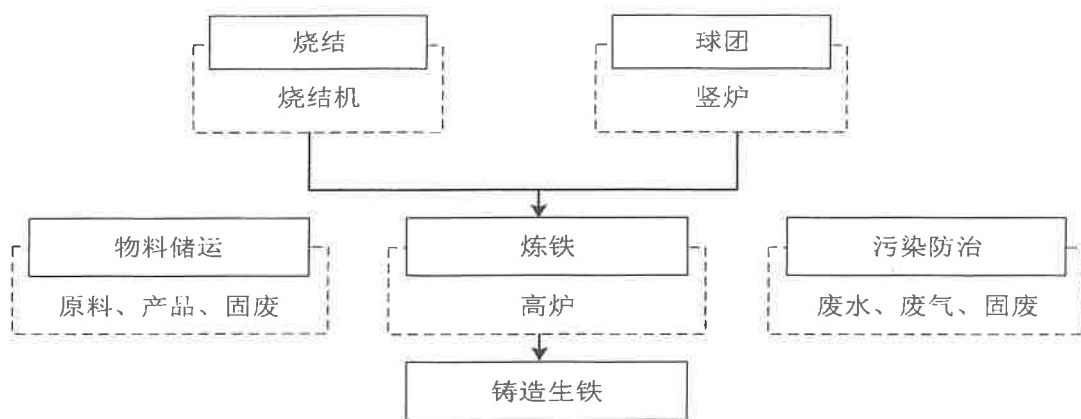 烧结
球团
烧结机
竖炉
物料储运
炼铁
污染防治
原料、产品、固废
高炉
废水、废气、固废
铸造生铁